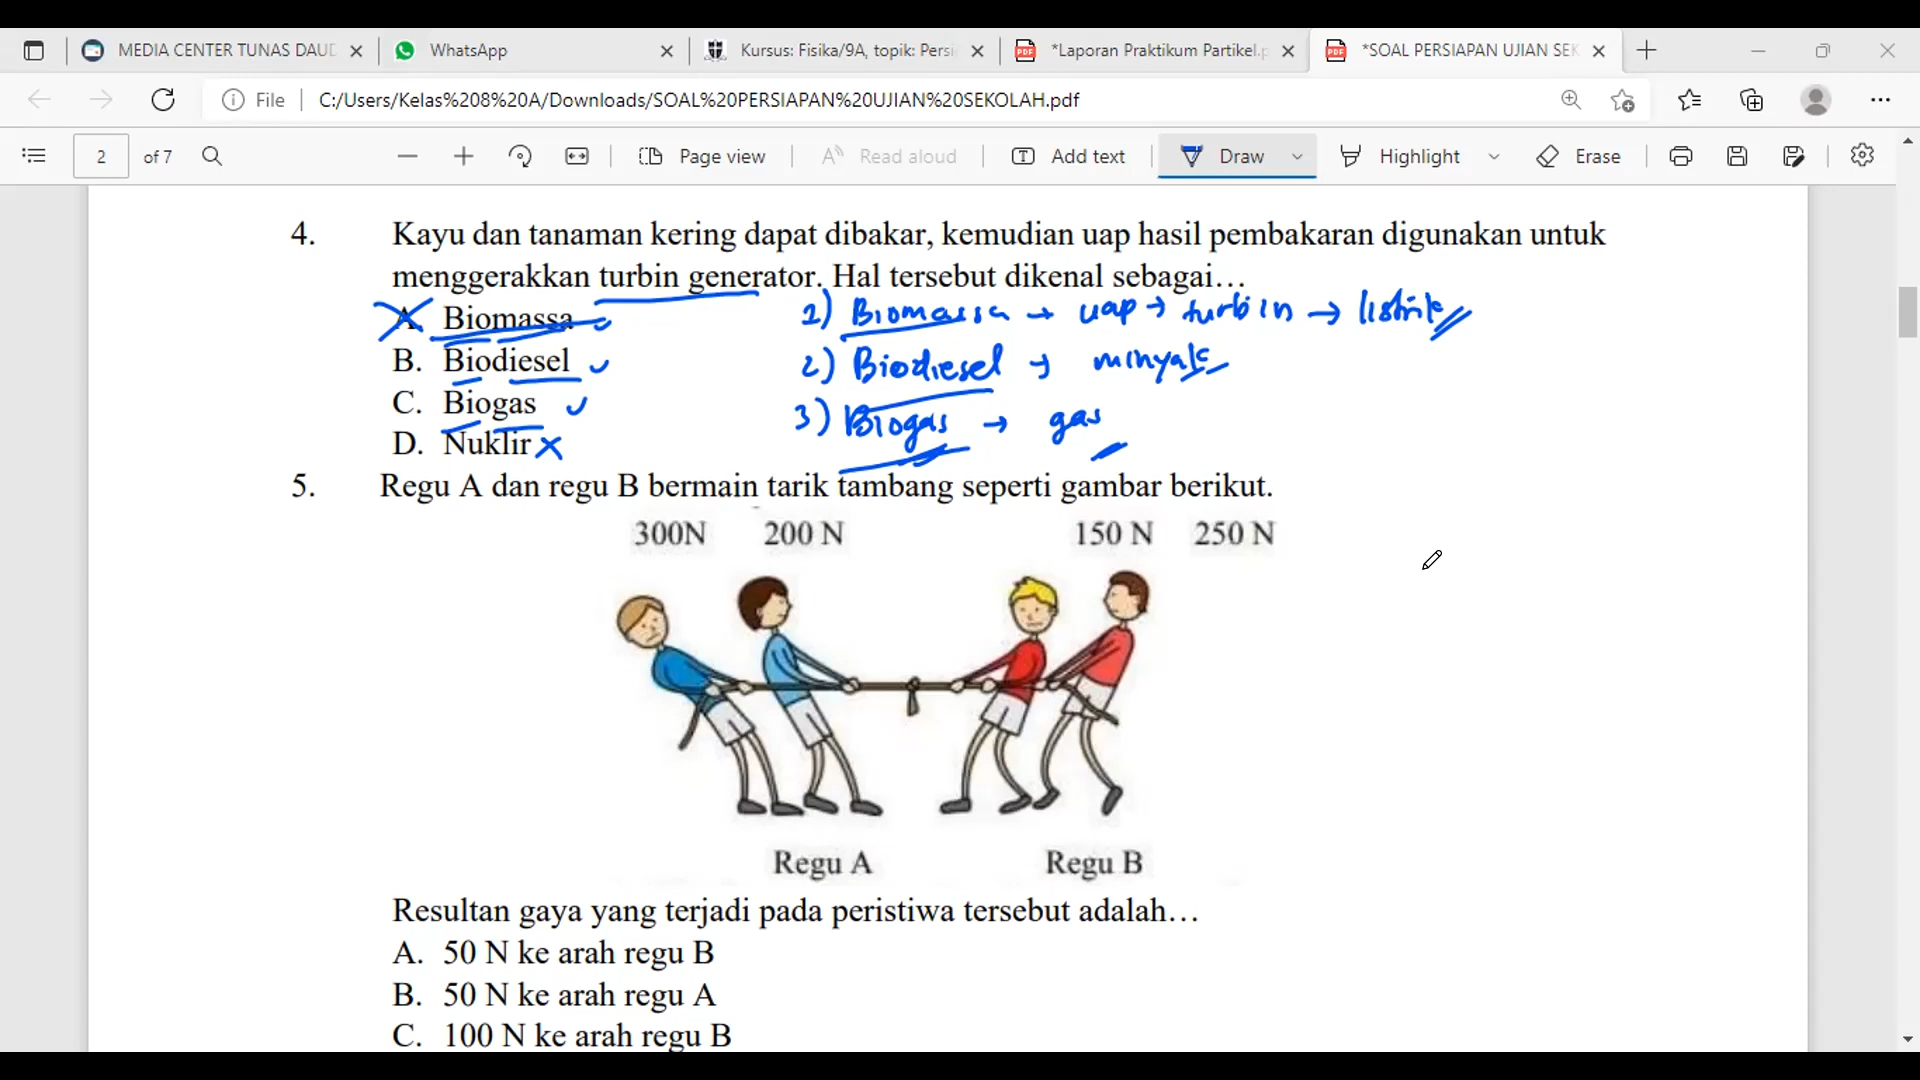 MEDIA CENTER TUNAS DAUD
WhatsApp
Kursus: Fisika/9A, topik: Persi
*Laporan Praktikum Partikel.p
*SOAL PERSIAPAN UJIAN SEK
File
C:/Users/Kelas%208%20A/Downloads/SOAL%20PERSIAPAN%20UJIAN%20SEKOLAH.pdf
2 of 7
Page view
Read aloud
Add text
Draw
Highlight
Erase
4. Kayu dan tanaman kering dapat dibakar, kemudian uap hasil pembakaran digunakan untuk
menggerakkan turbin generator. Hal tersebut dikenal sebagai…
A. Biomassa
1) Biomassa → uap → turbin → listrik
B. Biodiesel
2) Biodiesel → minyak
C. Biogas
3) Biogas → gas
D. Nuklir
5. Regu A dan regu B bermain tarik tambang seperti gambar berikut.
300N 200 N 150 N 250 N
Regu A Regu B
Resultan gaya yang terjadi pada peristiwa tersebut adalah…
A. 50 N ke arah regu B
B. 50 N ke arah regu A
C. 100 N ke arah regu B